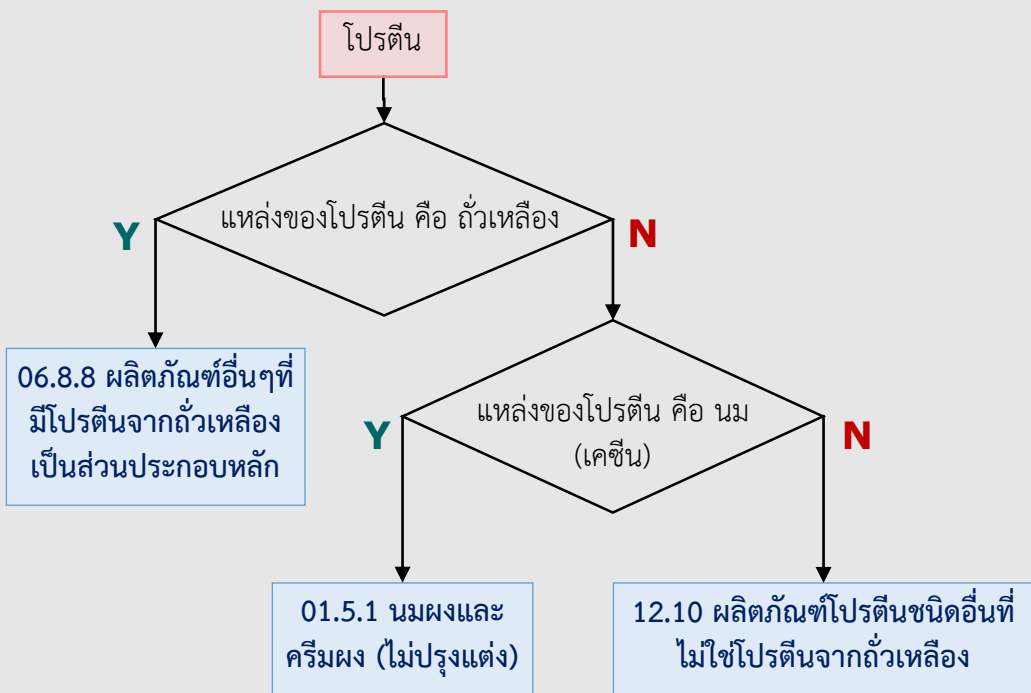 โปรตีน
แหล่งของโปรตีน คือ ถั่วเหลือง
Y
N
06.8.8 ผลิตภัณฑ์อื่นๆที่
มีโปรตีนจากถั่วเหลือง
เป็นส่วนประกอบหลัก
แหล่งของโปรตีน คือ นม
(เคซีน)
Y
N
01.5.1 นมผงและ
ครีมผง (ไม่ปรุงแต่ง)
12.10 ผลิตภัณฑ์โปรตีนชนิดอื่นที่
ไม่ใช่โปรตีนจากถั่วเหลือง